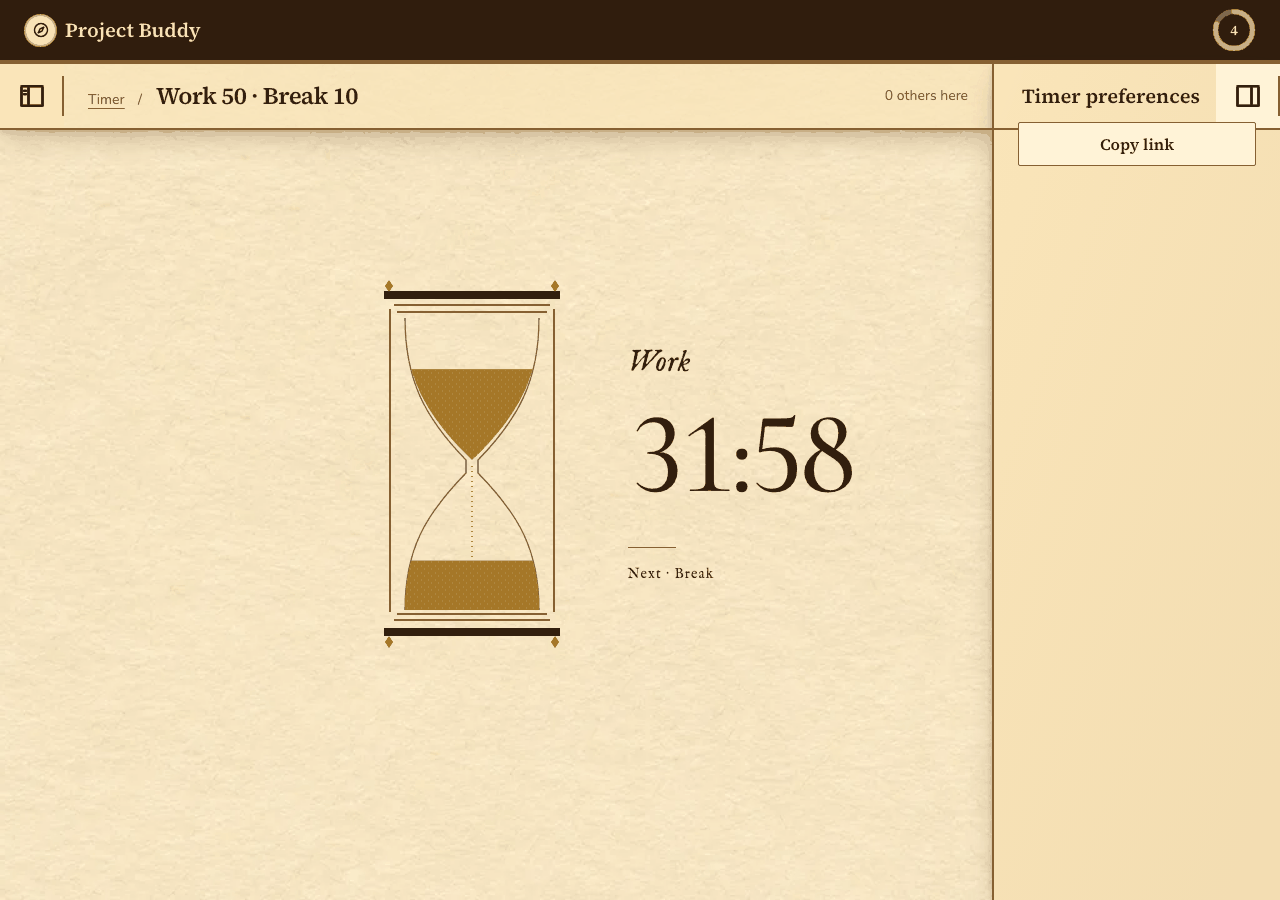 Project Buddy
4
Timer / Work 50 · Break 10
0 others here
Timer preferences
Copy link
Work
31:58
Next · Break